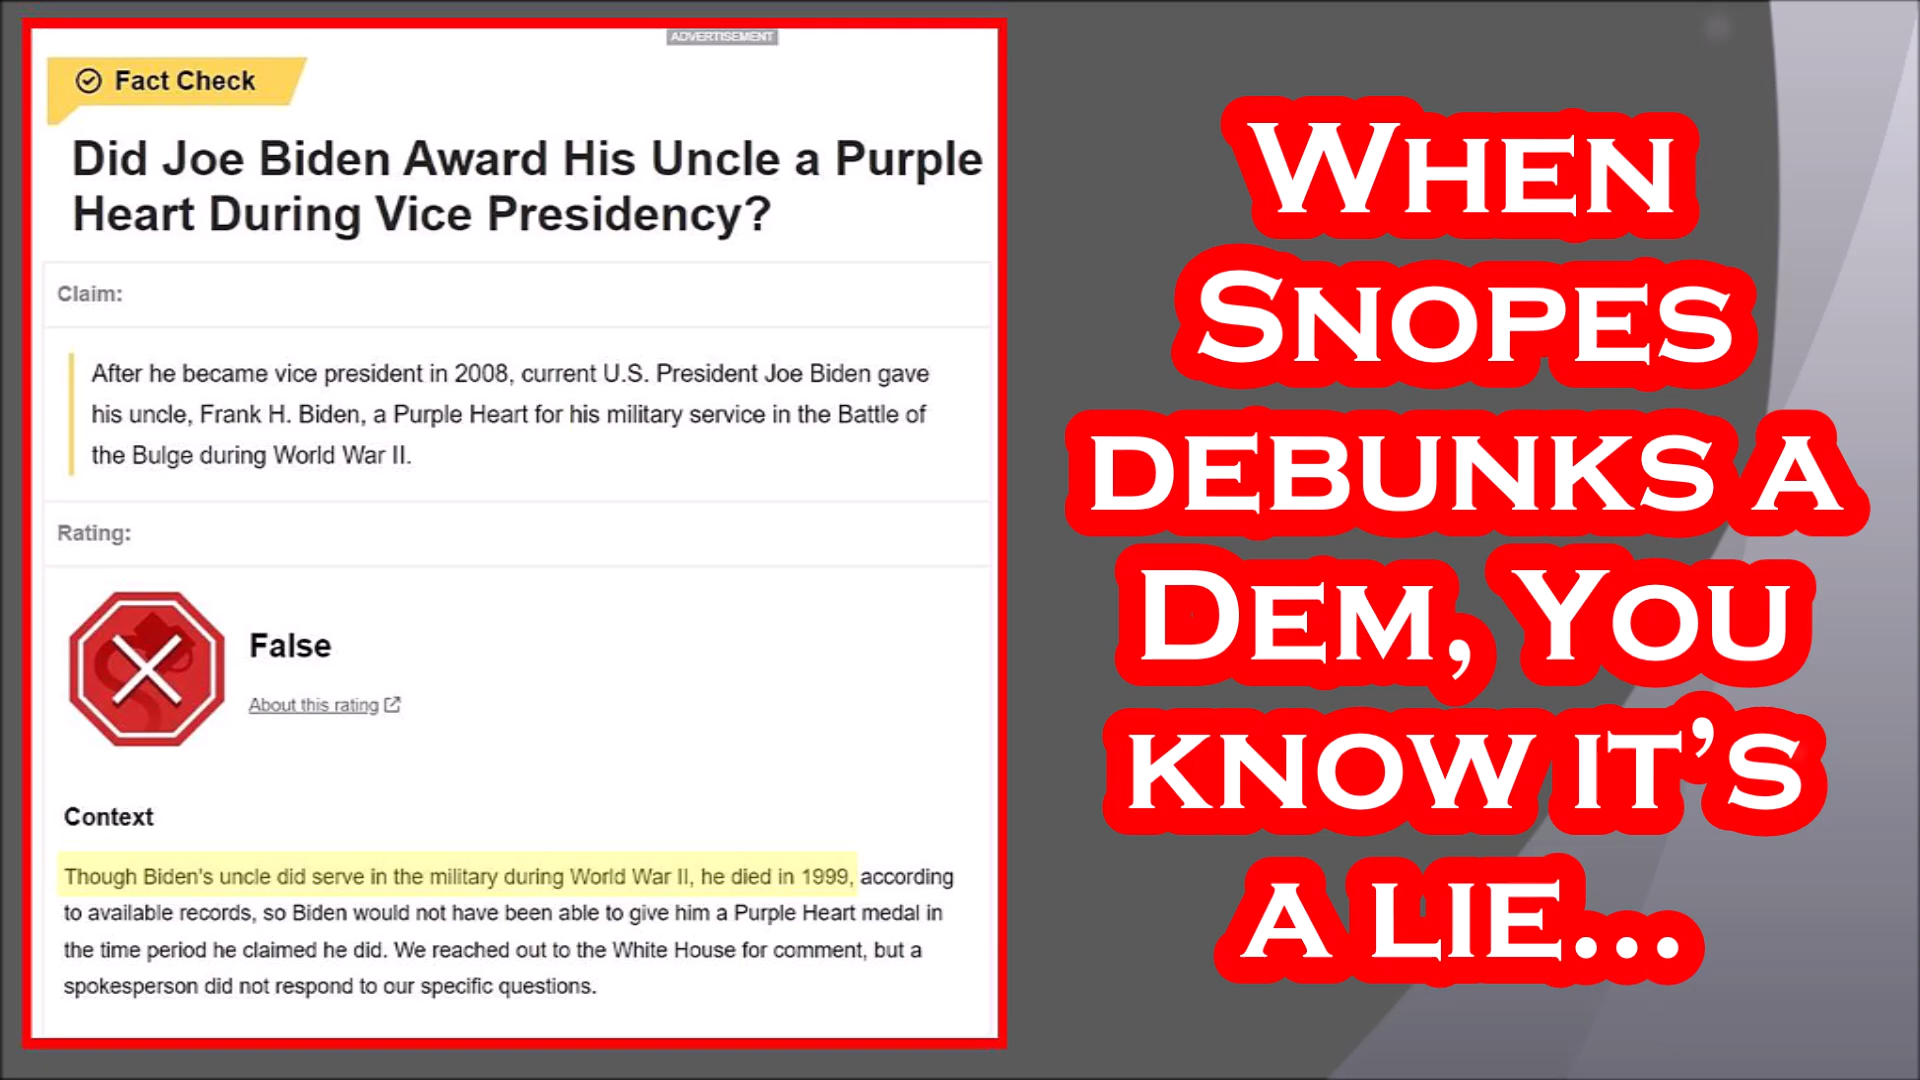 ADVERTISEMENT
Fact Check
Did Joe Biden Award His Uncle a Purple
Heart During Vice Presidency?
Claim:
After he became vice president in 2008, current U.S. President Joe Biden gave
his uncle, Frank H. Biden, a Purple Heart for his military service in the Battle of
the Bulge during World War II.
Rating:
False
About this rating
Context
Though Biden's uncle did serve in the military during World War II, he died in 1999, according
to available records, so Biden would not have been able to give him a Purple Heart medal in
the time period he claimed he did. We reached out to the White House for comment, but a
spokesperson did not respond to our specific questions.
When
Snopes
debunks a
Dem, You
know it's
a lie...